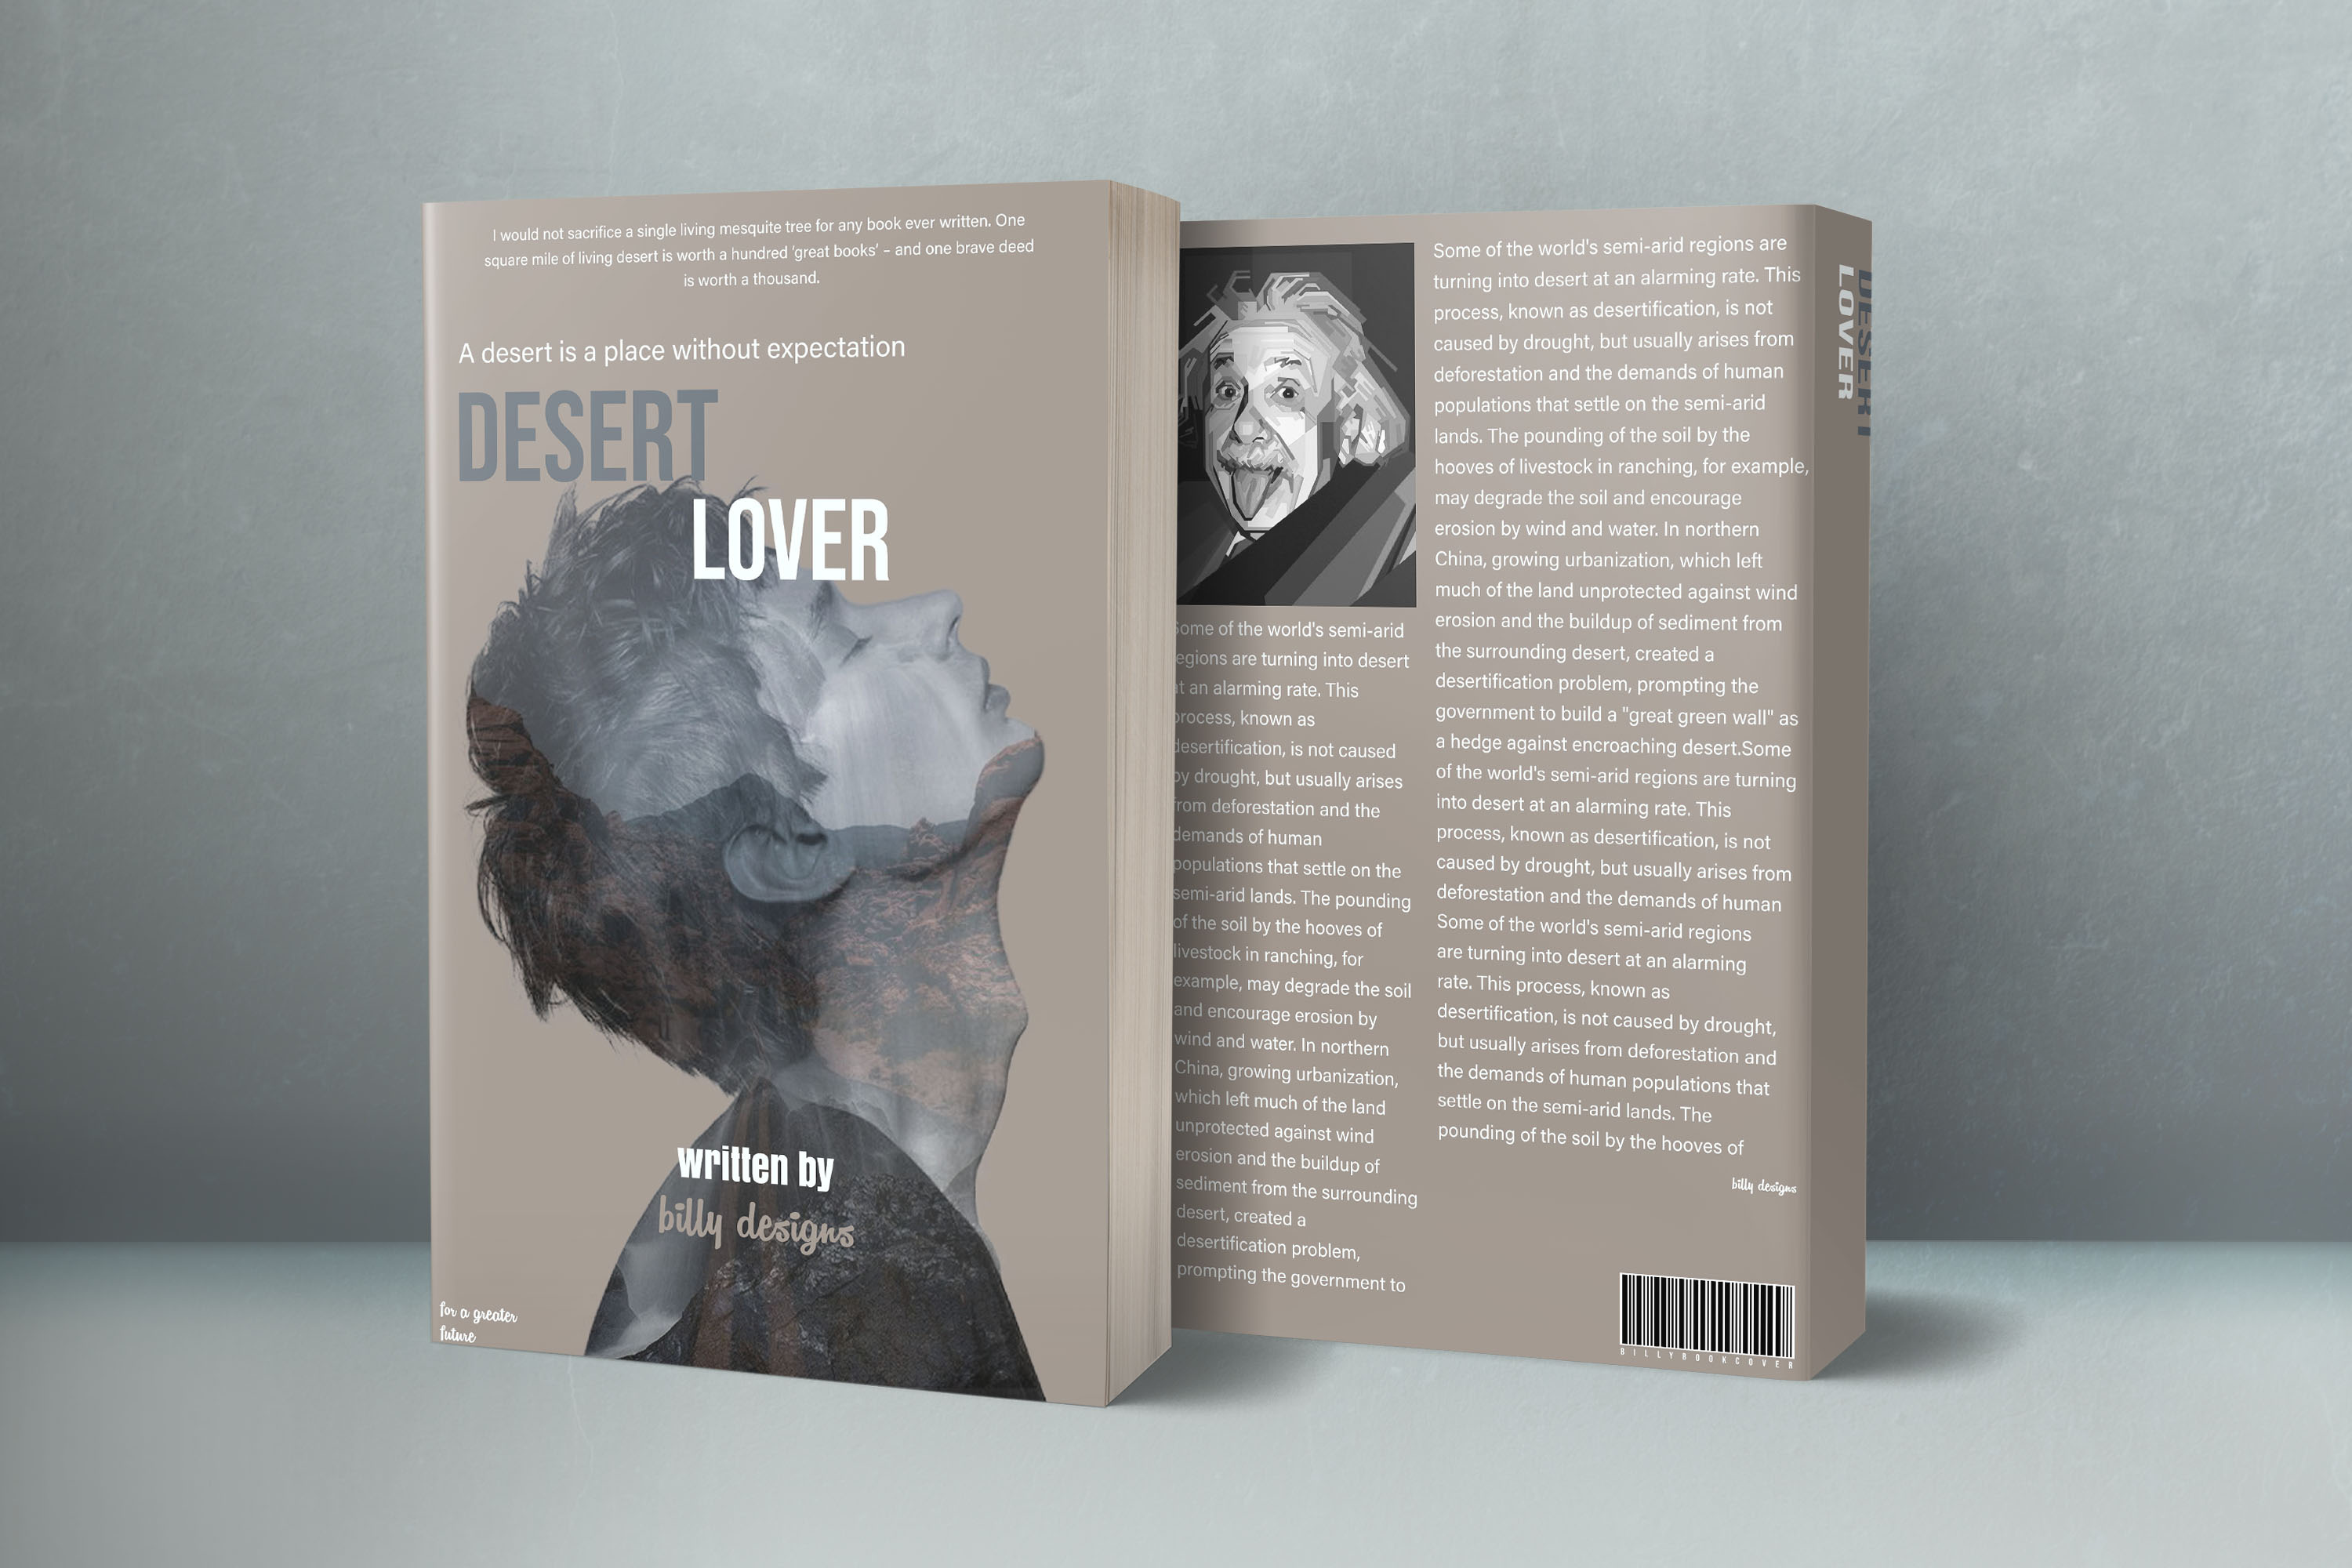 I would not sacrifice a single living mesquite tree for any book ever written. One
square mile of living desert is worth a hundred ‘great books’ – and one brave deed
is worth a thousand.
A desert is a place without expectation
DESERT
LOVER
written by
billy designs
for a greater
future
Some of the world's semi-arid
regions are turning into desert
at an alarming rate. This
process, known as
desertification, is not caused
by drought, but usually arises
from deforestation and the
demands of human
populations that settle on the
semi-arid lands. The pounding
of the soil by the hooves of
livestock in ranching, for
example, may degrade the soil
and encourage erosion by
wind and water. In northern
China, growing urbanization,
which left much of the land
unprotected against wind
erosion and the buildup of
sediment from the surrounding
desert, created a
desertification problem,
prompting the government to
Some of the world's semi-arid regions are
turning into desert at an alarming rate. This
process, known as desertification, is not
caused by drought, but usually arises from
deforestation and the demands of human
populations that settle on the semi-arid
lands. The pounding of the soil by the
hooves of livestock in ranching, for example,
may degrade the soil and encourage
erosion by wind and water. In northern
China, growing urbanization, which left
much of the land unprotected against wind
erosion and the buildup of sediment from
the surrounding desert, created a
desertification problem, prompting the
government to build a "great green wall" as
a hedge against encroaching desert.Some
of the world's semi-arid regions are turning
into desert at an alarming rate. This
process, known as desertification, is not
caused by drought, but usually arises from
deforestation and the demands of human
Some of the world's semi-arid regions
are turning into desert at an alarming
rate. This process, known as
desertification, is not caused by drought,
but usually arises from deforestation and
the demands of human populations that
settle on the semi-arid lands. The
pounding of the soil by the hooves of
billy designs
BILLYBOOKCOVER
DESERT
LOVER